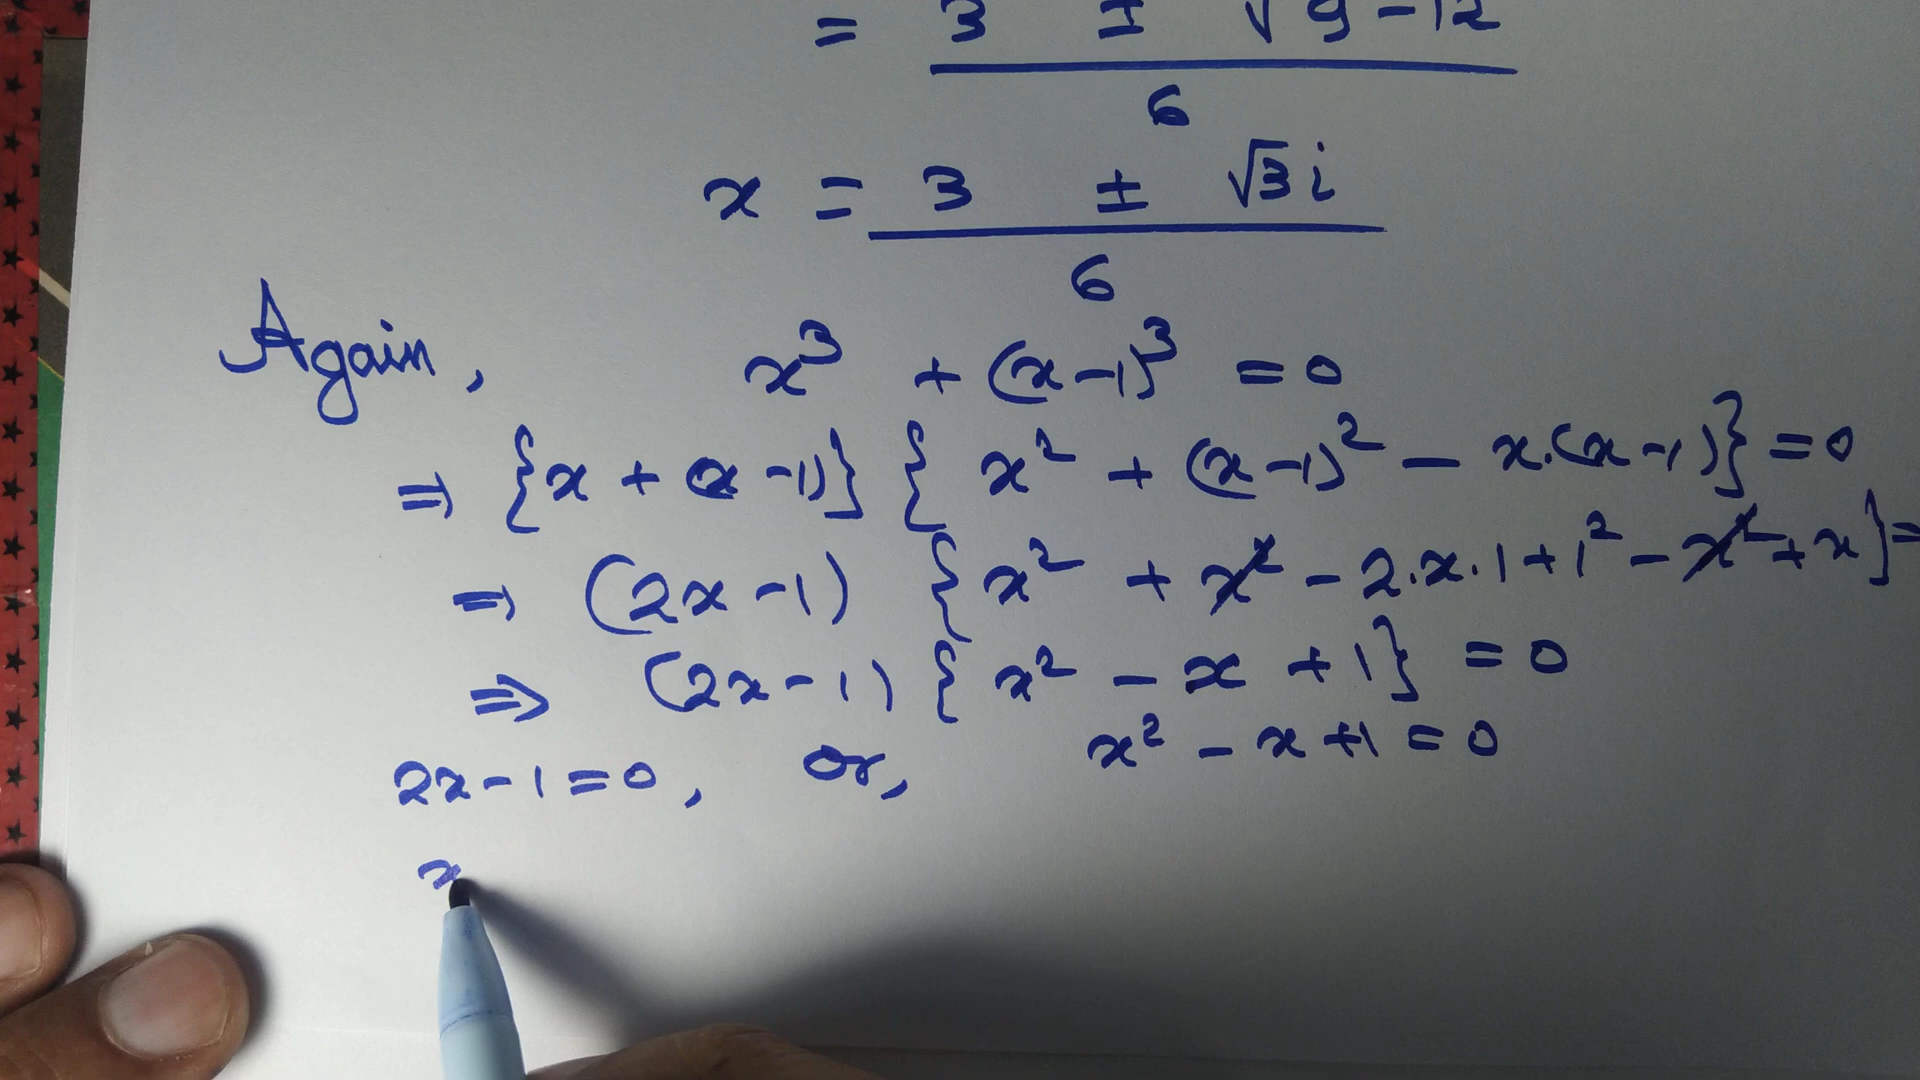 = 3 ± √9-12
6
x = 3 ± √3 i
6
Again, x³ + (x-1)³ = 0
⇒ {x + (x-1)} { x² + (x-1)² - x.(x-1)} = 0
⇒ (2x-1) { x² + x² - 2.x.1 + 1² - x² + x} =
⇒ (2x-1) { x² - x + 1} = 0
2x-1=0, or, x² - x +1 = 0
x